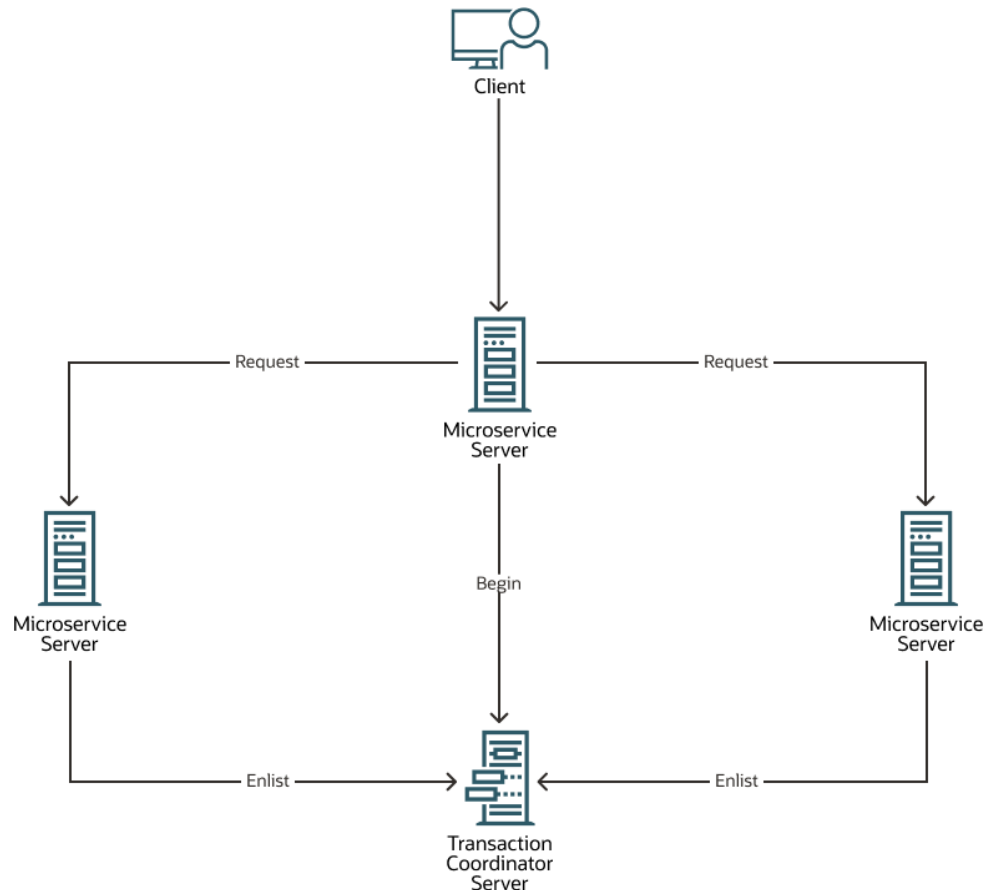 Client
Request
Request
Microservice
Server
Begin
Microservice
Server
Microservice
Server
Enlist
Enlist
Transaction
Coordinator
Server